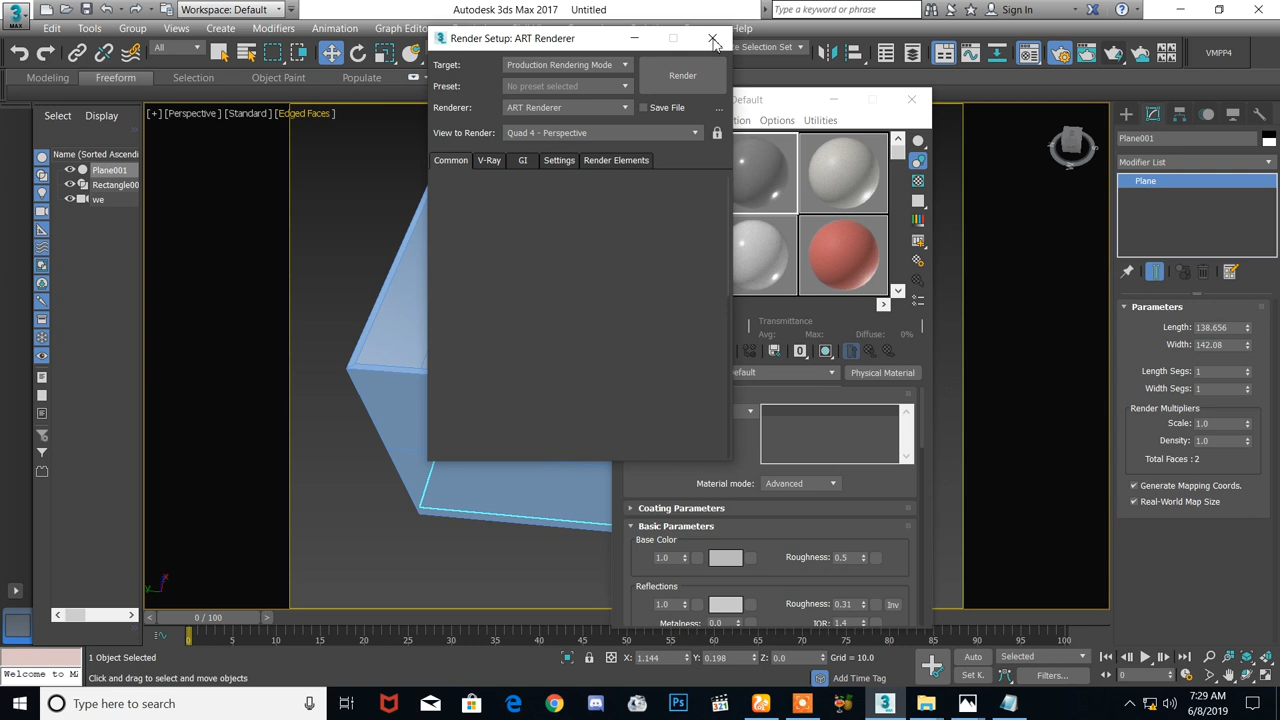 Workspace: Default
Autodesk 3ds Max 2017
Untitled
Type a keyword or phrase
Sign In
Edit
Tools
Group
Views
Create
Graph Editor
Help
All
Selection Set
VMPP4
Modeling
Freeform
Selection
Object Paint
Populate
Select
Display
Name (Sorted Ascendi
Plane001
Rectangle00
we
[+] [Perspective] [Standard] [Edged Faces]
Render Setup: ART Renderer
Target:
Production Rendering Mode
Render
Preset:
No preset selected
Renderer:
ART Renderer
Save File
...
View to Render:
Quad 4 - Perspective
Common
V-Ray
GI
Settings
Render Elements
Default
Options
Utilities
Transmittance
Avg:
Max:
Diffuse:
0%
efault
Physical Material
Material mode:
Advanced
Coating Parameters
Basic Parameters
Base Color
1.0
Roughness: 0.5
Reflections
1.0
Roughness: 0.31
Inv
Metalness: 0.0
IOR: 1.4
Plane001
Modifier List
Plane
Parameters
Length: 138.656
Width: 142.08
Length Segs: 1
Width Segs: 1
Render Multipliers
Scale: 1.0
Density: 1.0
Total Faces : 2
Generate Mapping Coords.
Real-World Map Size
0 / 100
0 5 10 15 20 25 30 35 40 45 50 55 60 65 70 75 80 85 90 95 100
1 Object Selected
X: 1.144
Y: 0.198
Z: 0.0
Grid = 10.0
Auto
Selected
Welcome to M
Click and drag to select and move objects
Add Time Tag
Set K.
Filters...
0
Type here to search
321
7:29 AM
6/8/2019